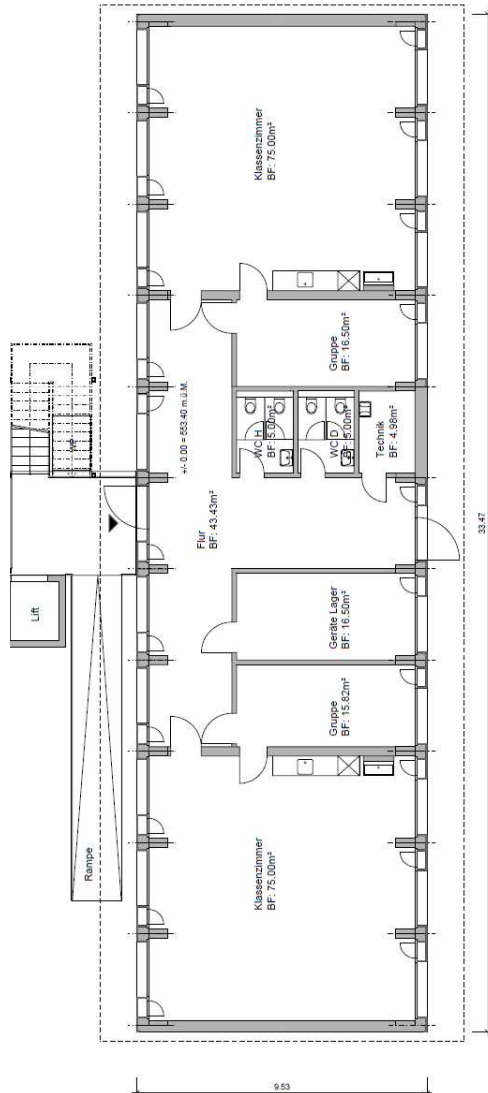 Lift
Rampe
+/- 0.00 = 553.40 m.ü.M.
Flur
BF: 43.43m²
Klassenzimmer
BF: 75.00m²
WC H
BF: 5.00m²
WC D
BF: 5.00m²
Klassenzimmer
BF: 75.00m²
Gruppe
BF: 15.82m²
Geräte Lager
BF: 16.50m²
Technik
BF: 4.98m²
Gruppe
BF: 16.50m²
33.47
9.53